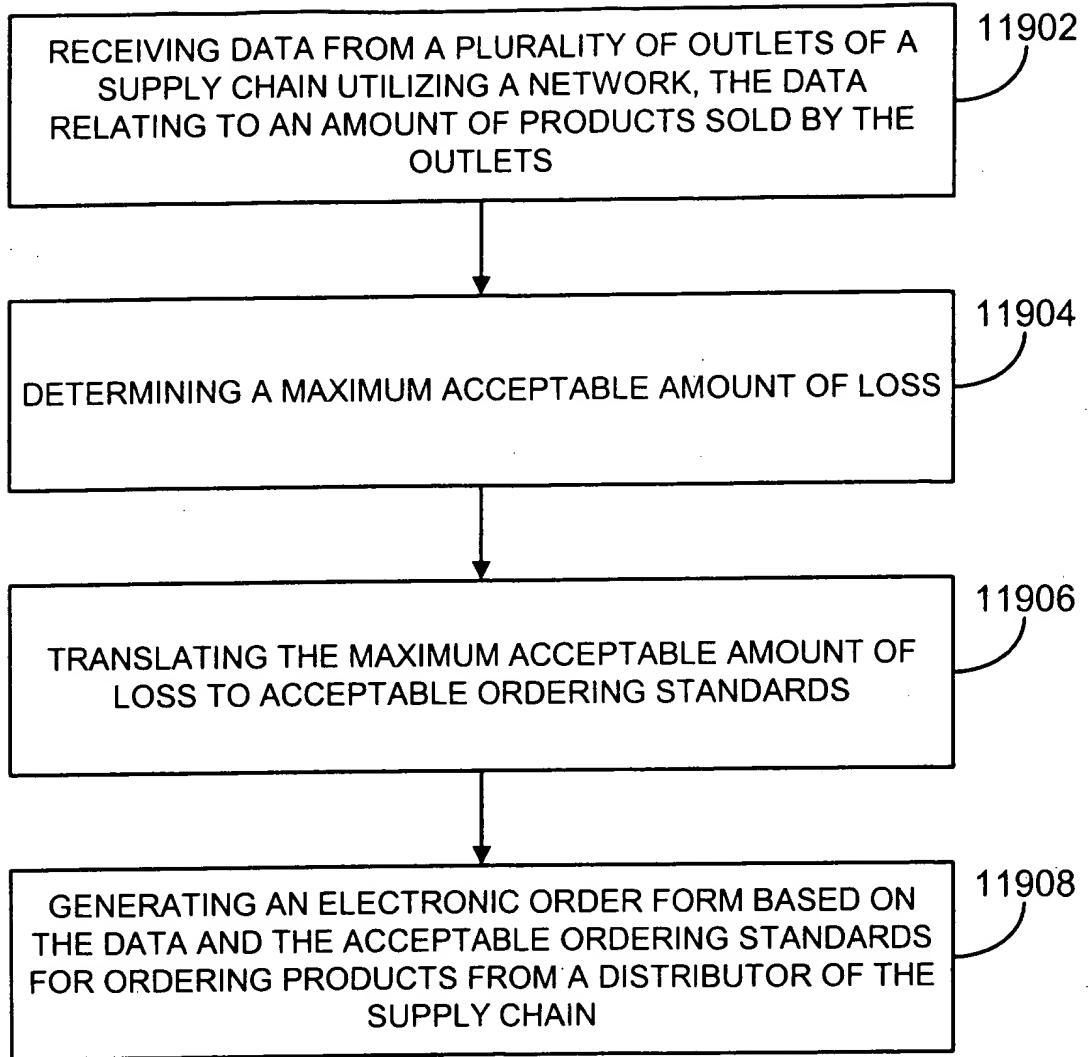 RECEIVING DATA FROM A PLURALITY OF OUTLETS OF A
SUPPLY CHAIN UTILIZING A NETWORK, THE DATA
RELATING TO AN AMOUNT OF PRODUCTS SOLD BY THE
OUTLETS
11902
DETERMINING A MAXIMUM ACCEPTABLE AMOUNT OF LOSS
11904
TRANSLATING THE MAXIMUM ACCEPTABLE AMOUNT OF
LOSS TO ACCEPTABLE ORDERING STANDARDS
11906
GENERATING AN ELECTRONIC ORDER FORM BASED ON
THE DATA AND THE ACCEPTABLE ORDERING STANDARDS
FOR ORDERING PRODUCTS FROM A DISTRIBUTOR OF THE
SUPPLY CHAIN
11908